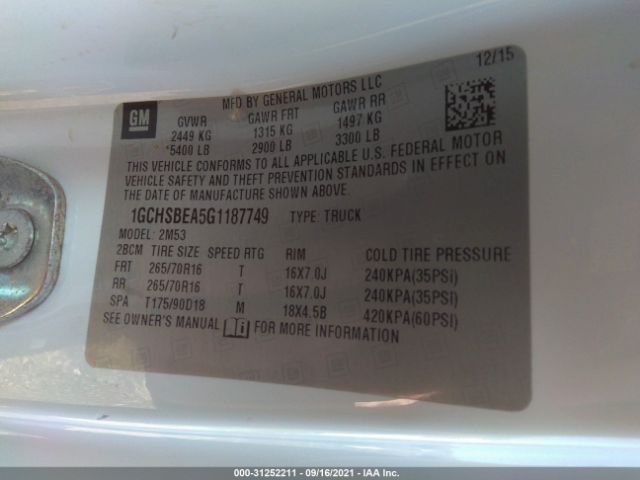 12/15
MFD BY GENERAL MOTORS LLC
GM
GVWR GAWR FRT GAWR RR
2449 KG 1315 KG 1497 KG
5400 LB 2900 LB 3300 LB
THIS VEHICLE CONFORMS TO ALL APPLICABLE U.S. FEDERAL MOTOR
VEHICLE SAFETY AND THEFT PREVENTION STANDARDS IN EFFECT ON
THE DATE OF MANUFACTURE SHOWN ABOVE.
1GCHSBEA5G1187749 TYPE: TRUCK
MODEL: 2M53
2BCM TIRE SIZE SPEED RTG RIM COLD TIRE PRESSURE
FRT 265/70R16 T 16X7.0J 240KPA(35PSI)
RR 265/70R16 T 16X7.0J 240KPA(35PSI)
SPA T175/90D18 M 18X4.5B 420KPA(60PSI)
SEE OWNER'S MANUAL FOR MORE INFORMATION
000-31252211 - 09/16/2021 - IAA Inc.